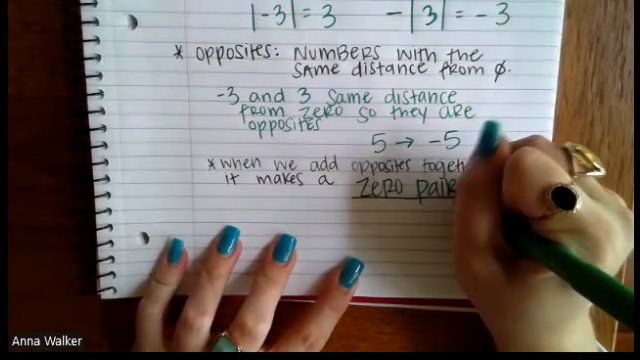 |-3| = 3 -|3| = -3
* opposites: Numbers with the
same distance from 0.
-3 and 3 same distance
from zero so they are
opposites
5 → -5
* when we add opposites
it makes a zero pair
Anna Walker